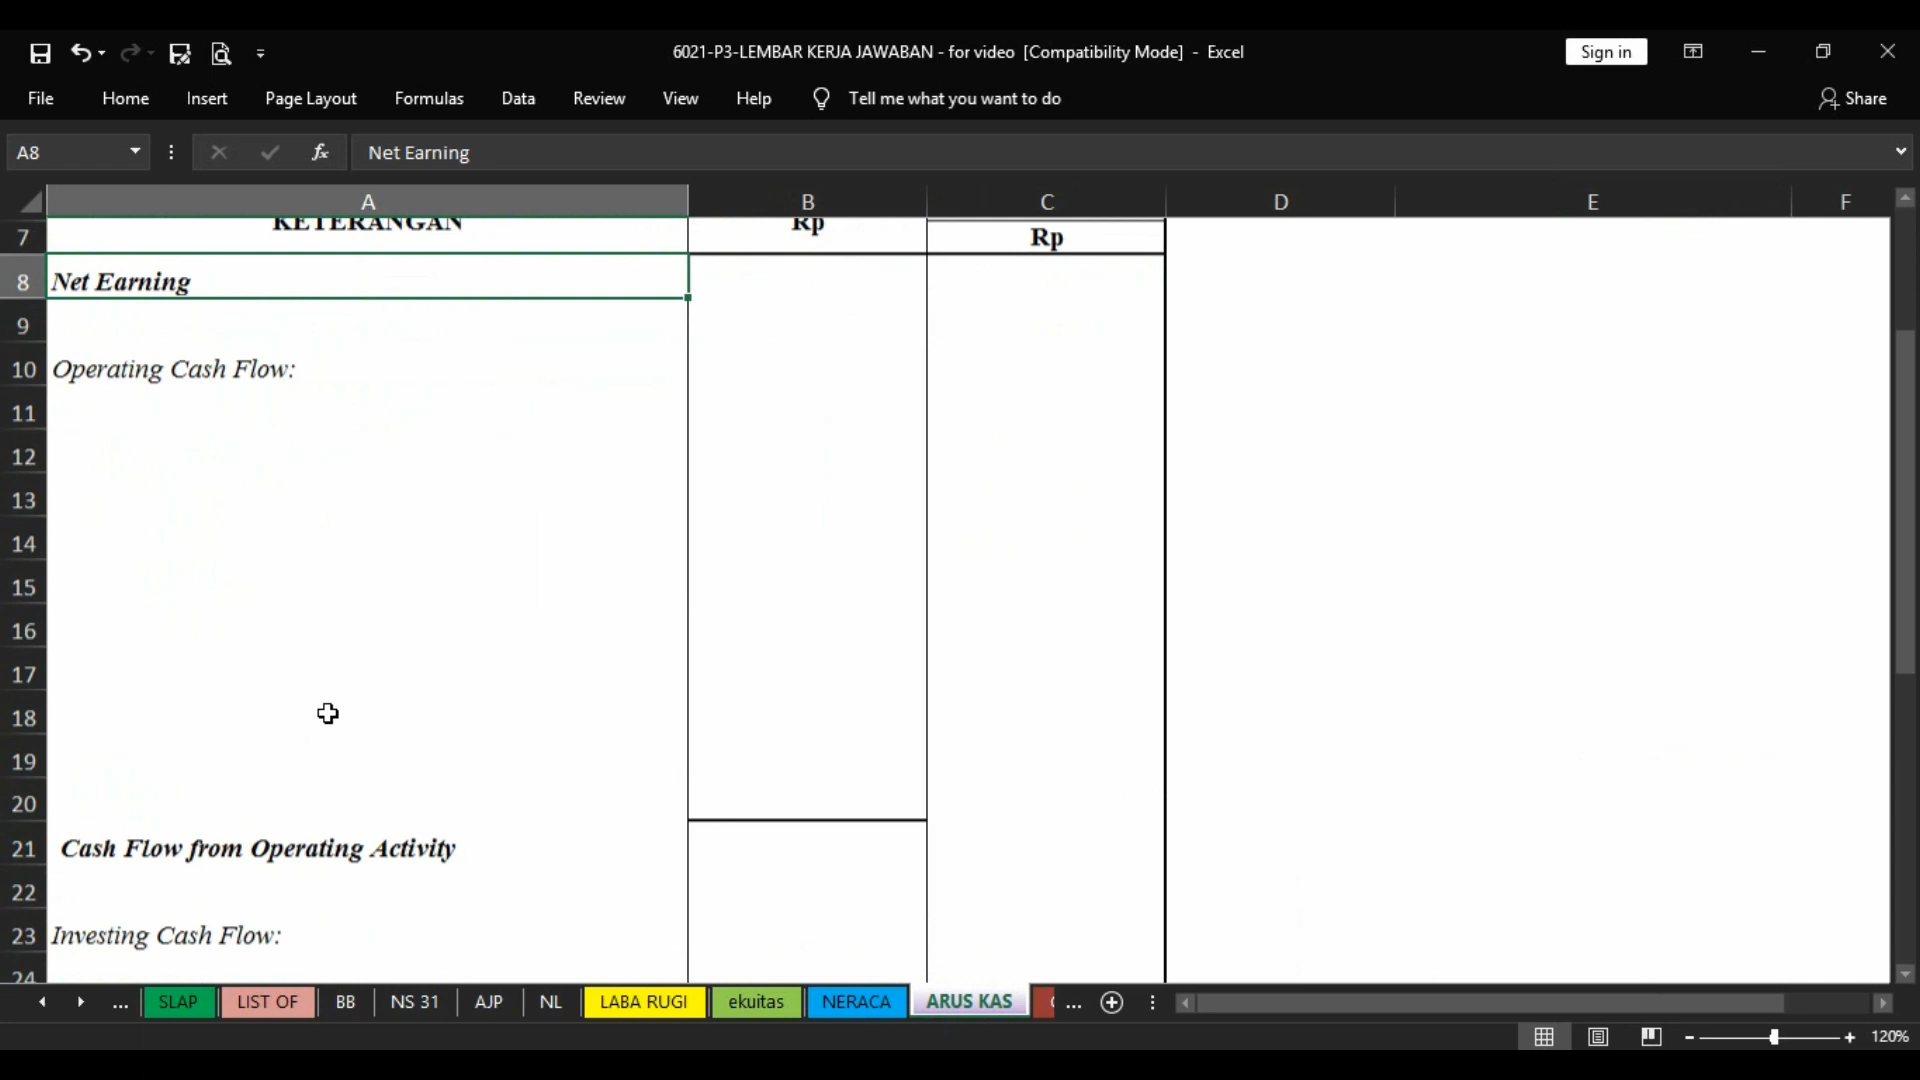 6021-P3-LEMBAR KERJA JAWABAN - for video [Compatibility Mode] - Excel
Sign in
File Home Insert Page Layout Formulas Data Review View Help Tell me what you want to do Share
A8 fx Net Earning
A B C D E F
KETERANGAN Rp
7 Rp
8 Net Earning
9
10 Operating Cash Flow:
11
12
13
14
15
16
17
18
19
20
21 Cash Flow from Operating Activity
22
23 Investing Cash Flow:
24
... SLAP LIST OF BB NS 31 AJP NL LABA RUGI ekuitas NERACA ARUS KAS ...
120%